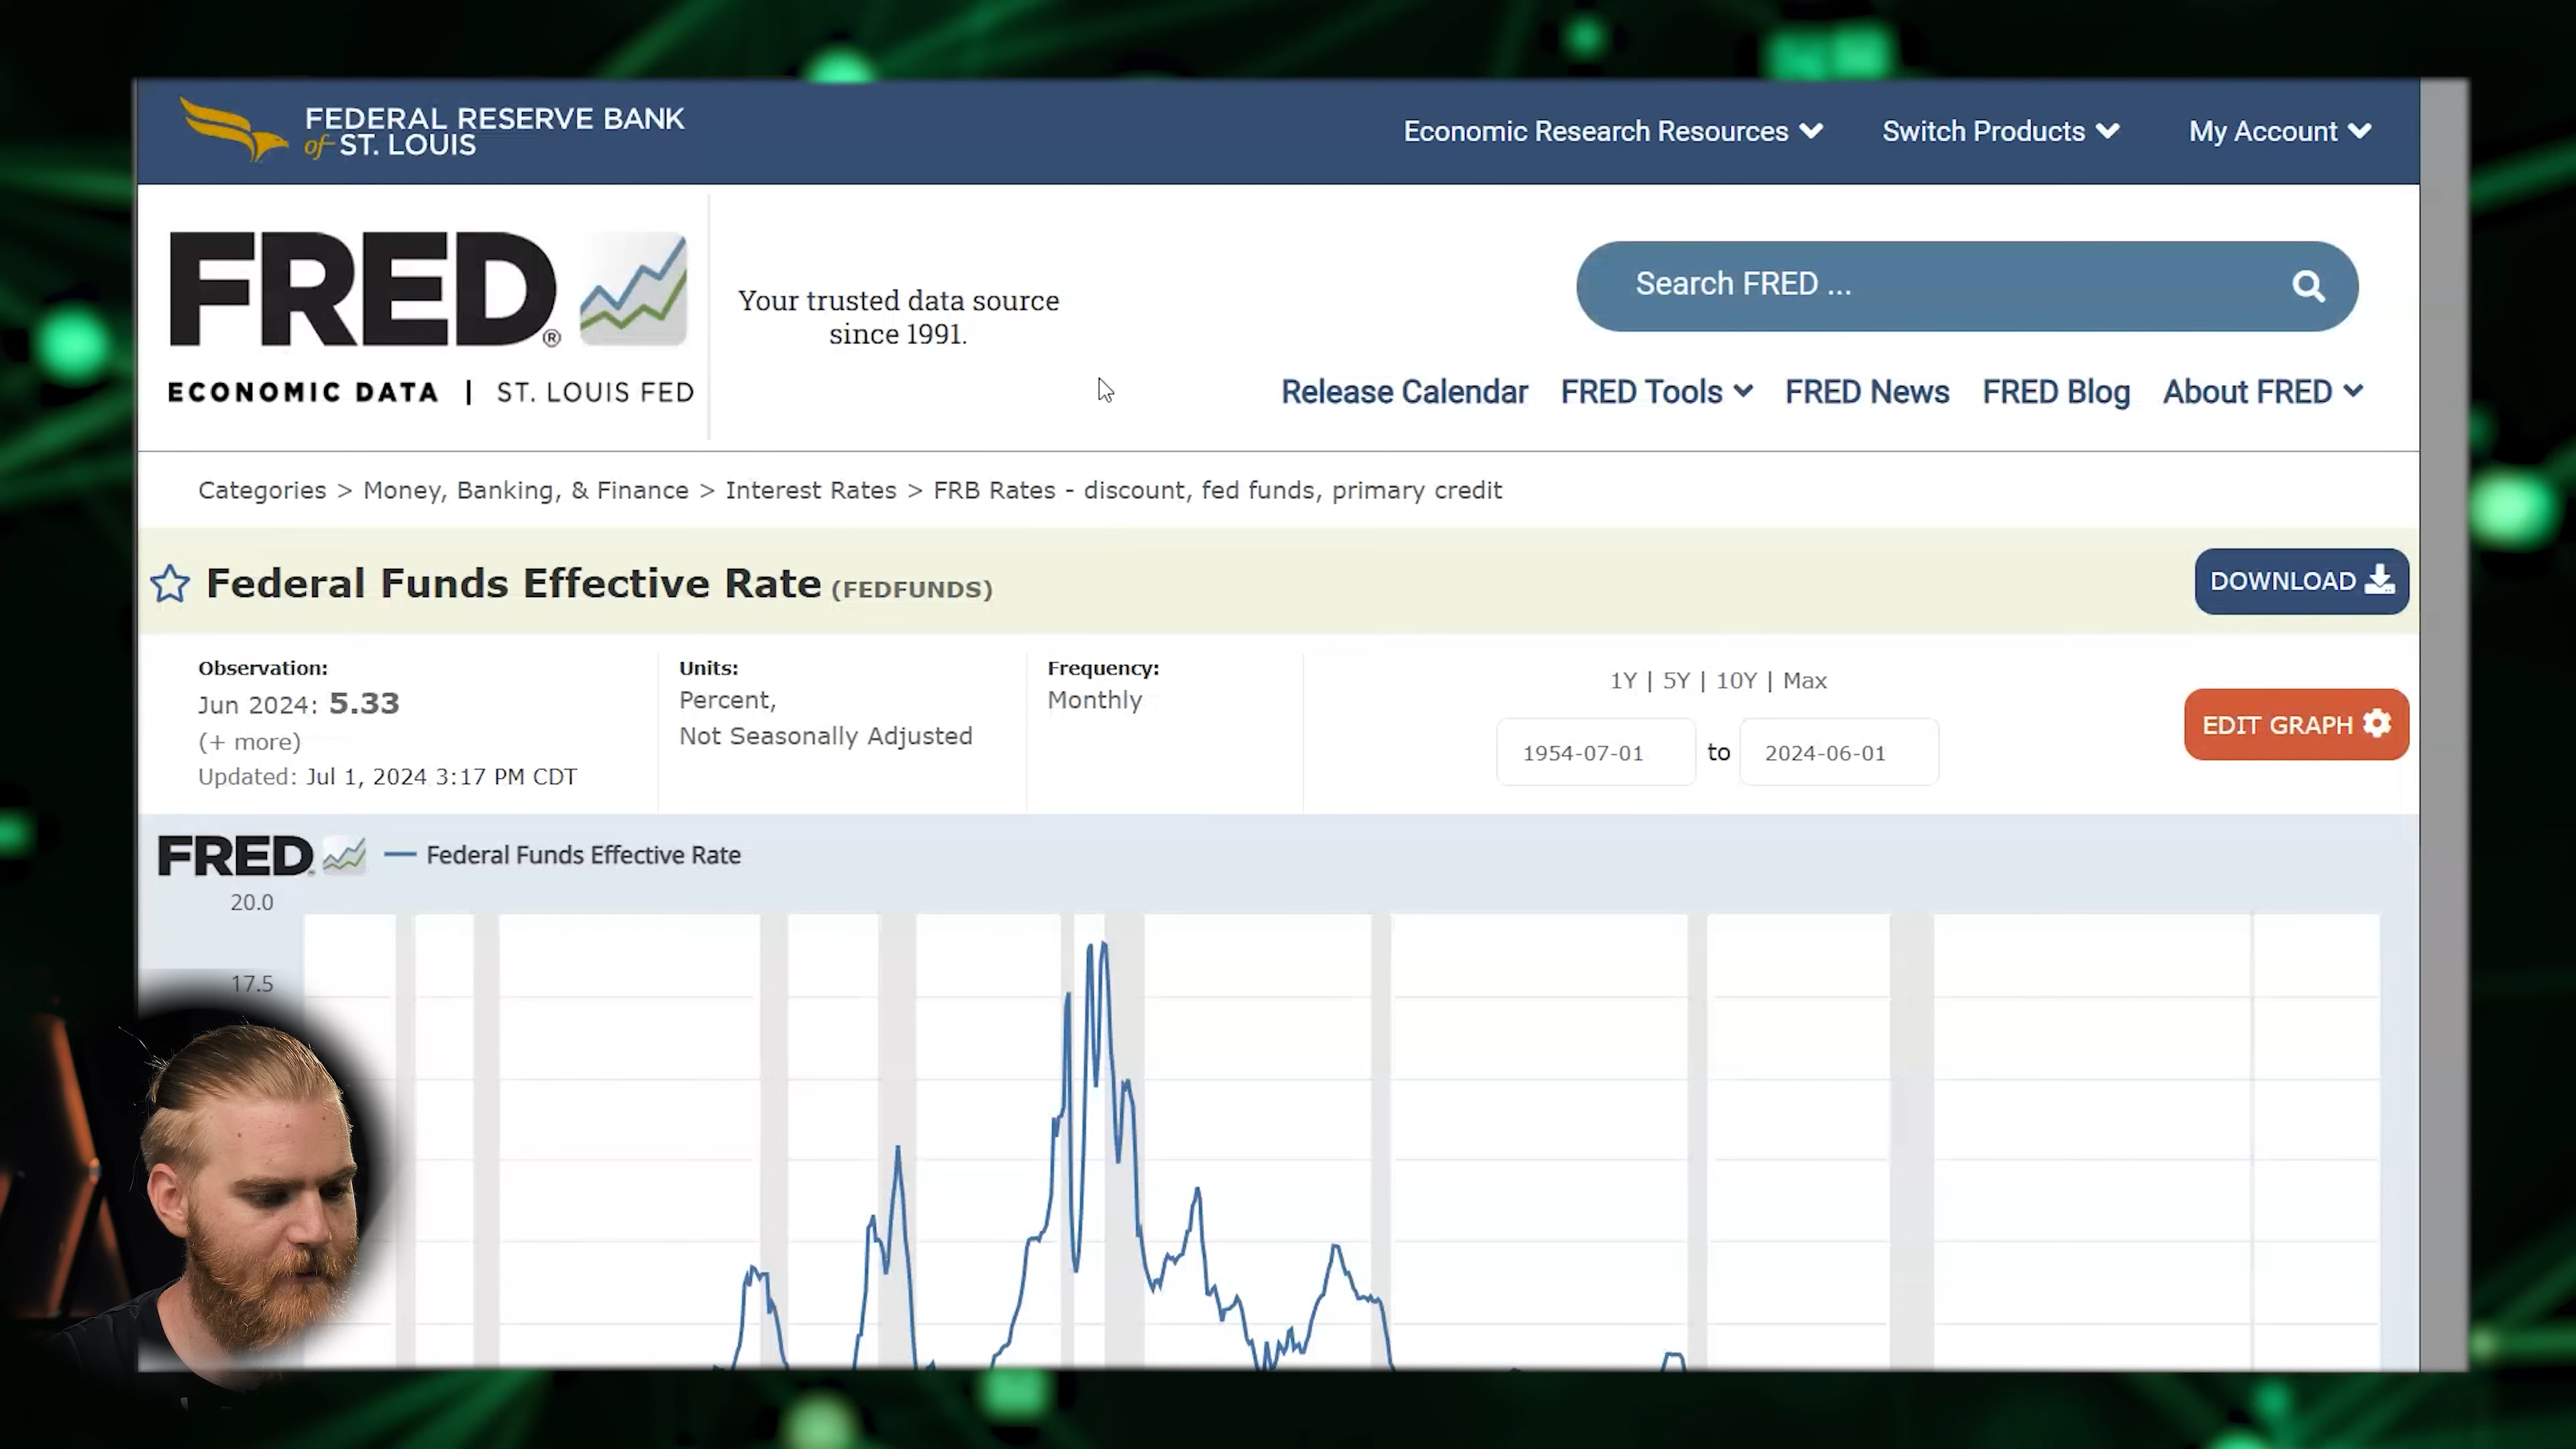 FEDERAL RESERVE BANK
of ST. LOUIS
Economic Research Resources
Switch Products
My Account
FRED®
ECONOMIC DATA | ST. LOUIS FED
Your trusted data source
since 1991.
Search FRED ...
Release Calendar
FRED Tools
FRED News
FRED Blog
About FRED
Categories > Money, Banking, & Finance > Interest Rates > FRB Rates - discount, fed funds, primary credit
Federal Funds Effective Rate (FEDFUNDS)
DOWNLOAD
Observation:
Jun 2024: 5.33
(+ more)
Updated: Jul 1, 2024 3:17 PM CDT
Units:
Percent,
Not Seasonally Adjusted
Frequency:
Monthly
1Y | 5Y | 10Y | Max
1954-07-01 to 2024-06-01
EDIT GRAPH
FRED
Federal Funds Effective Rate
20.0
17.5